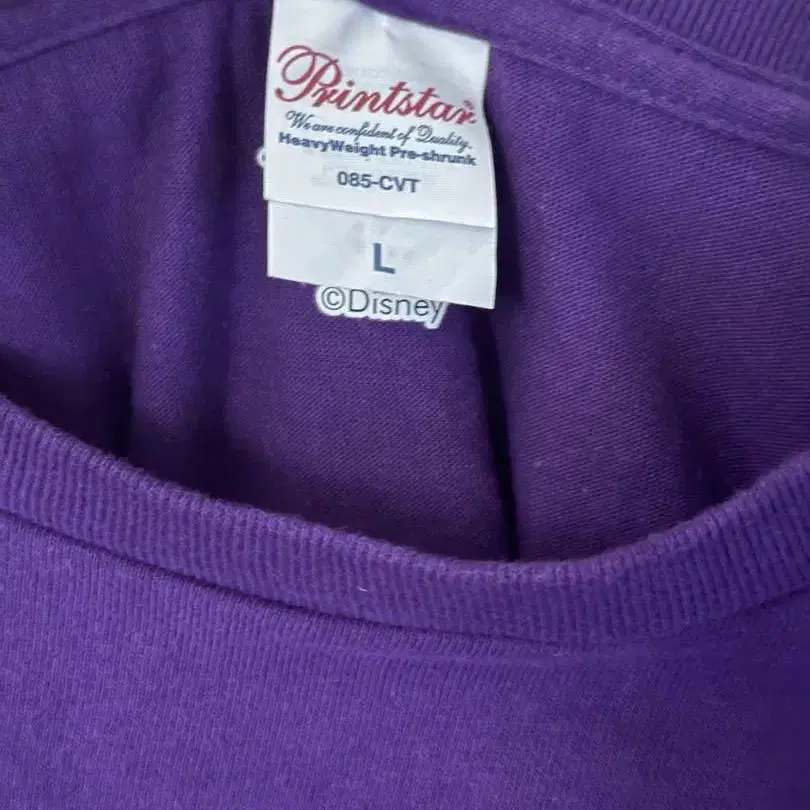 Printstar
We are confident of Quality.
HeavyWeight Pre-shrunk
085-CVT
L
©Disney